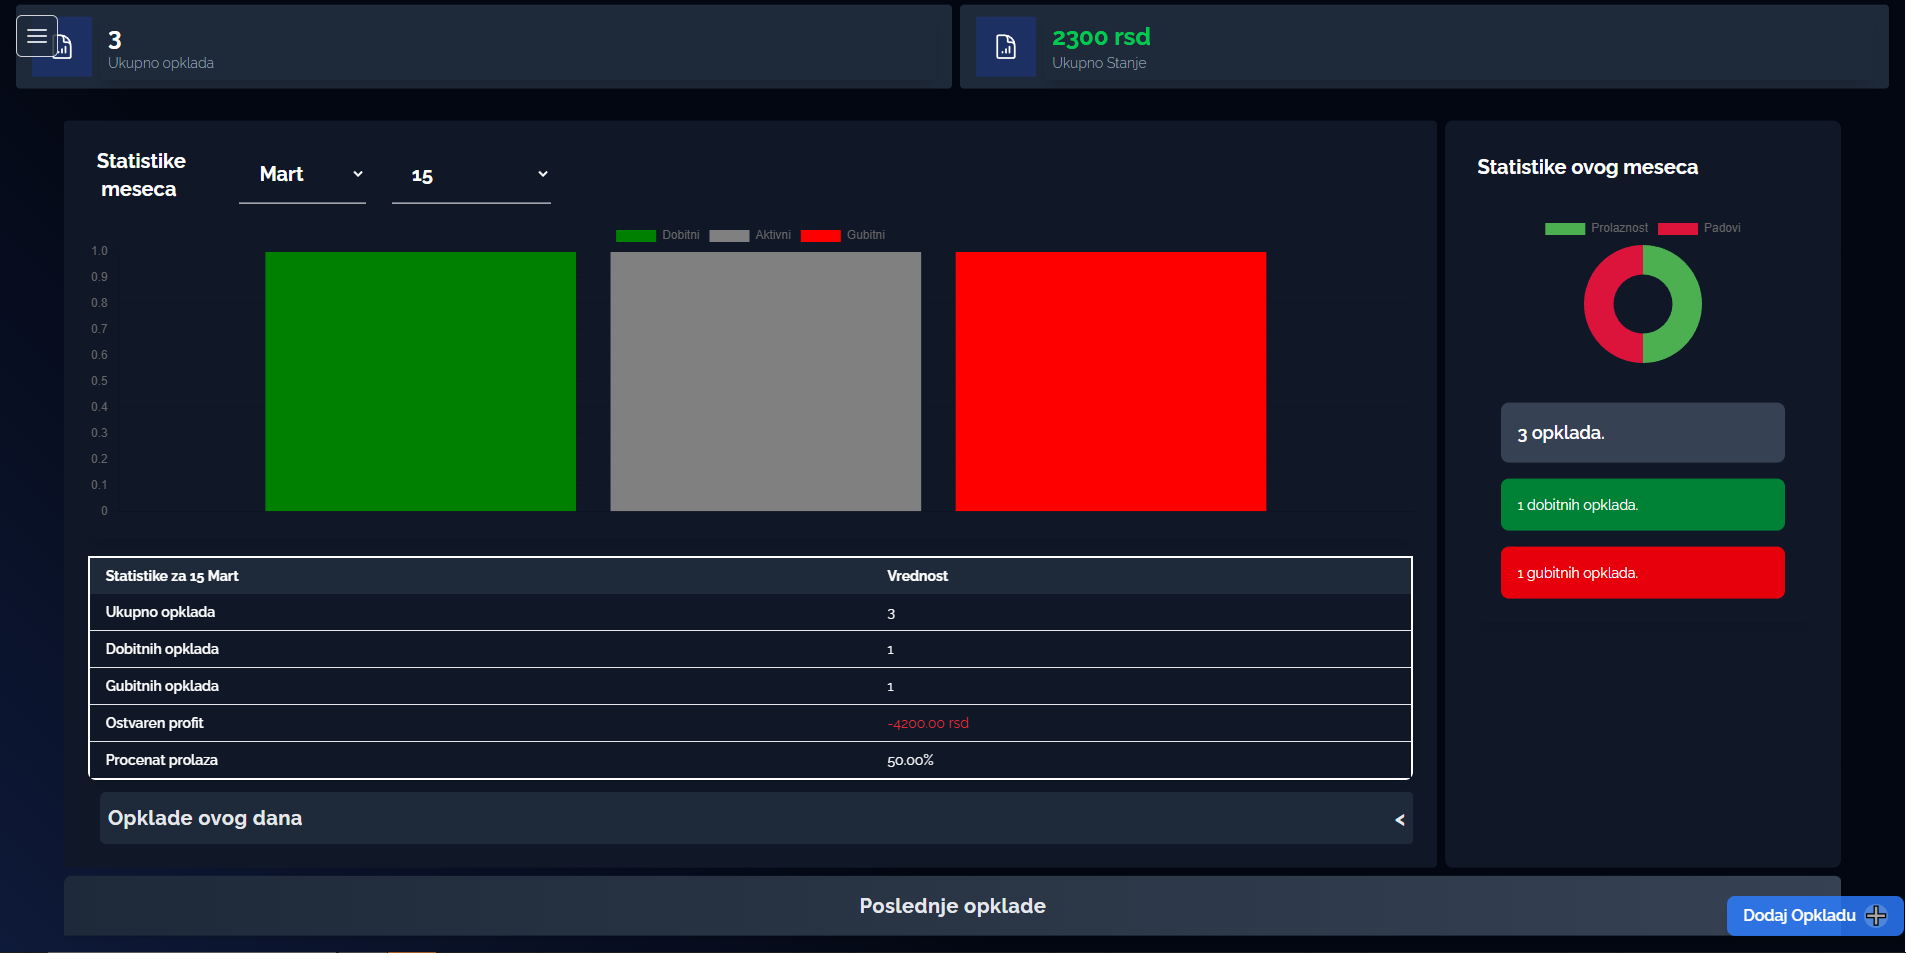 3
Ukupno opklada
2300 rsd
Ukupno Stanje
Statistike
meseca
Mart
15
Dobitni Aktivni Gubitni
1.0
0.9
0.8
0.7
0.6
0.5
0.4
0.3
0.2
0.1
0
Statistike za 15 Mart Vrednost
Ukupno opklada 3
Dobitnih opklada 1
Gubitnih opklada 1
Ostvaren profit -4200.00 rsd
Procenat prolaza 50.00%
Opklade ovog dana <
Statistike ovog meseca
Prolaznost Padovi
3 opklada.
1 dobitnih opklada.
1 gubitnih opklada.
Poslednje opklade
Dodaj Opkladu